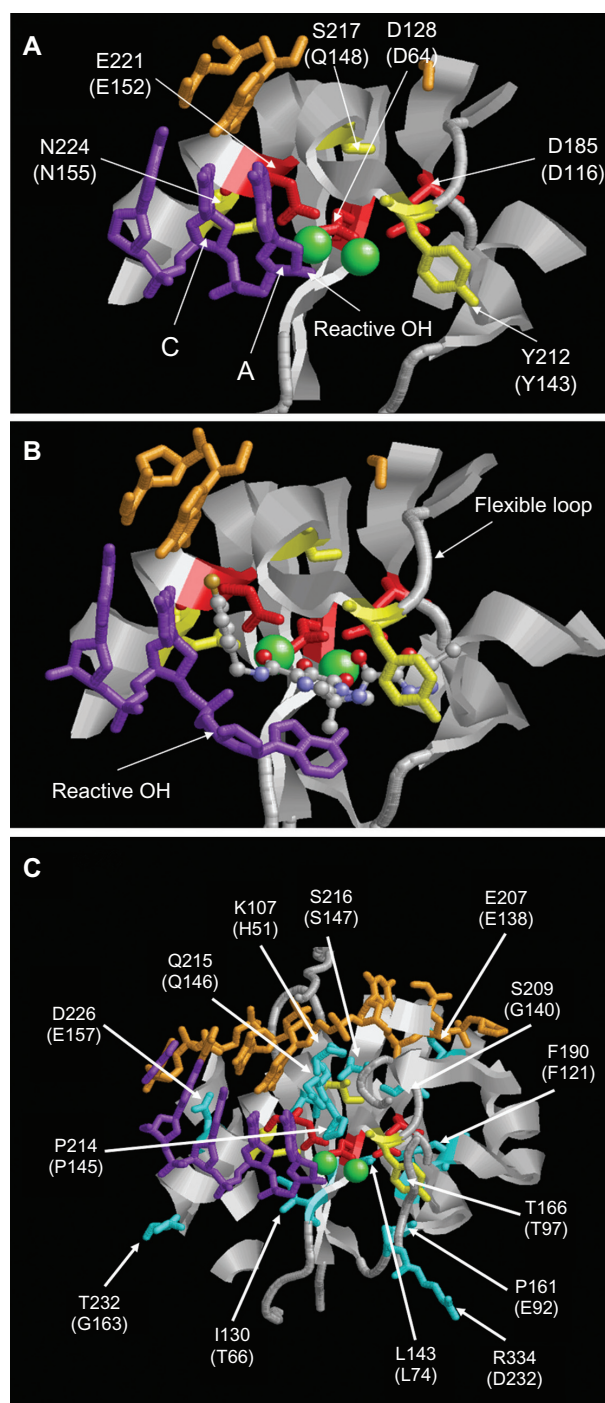 A
E221
(E152)
S217
(Q148)
D128
(D64)
N224
(N155)
D185
(D116)
C
A
Reactive OH
Y212
(Y143)
B
Flexible loop
Reactive OH
C
K107
(H51)
S216
(S147)
E207
(E138)
Q215
(Q146)
S209
(G140)
D226
(E157)
F190
(F121)
P214
(P145)
T166
(T97)
T232
(G163)
I130
(T66)
L143
(L74)
P161
(E92)
R334
(D232)